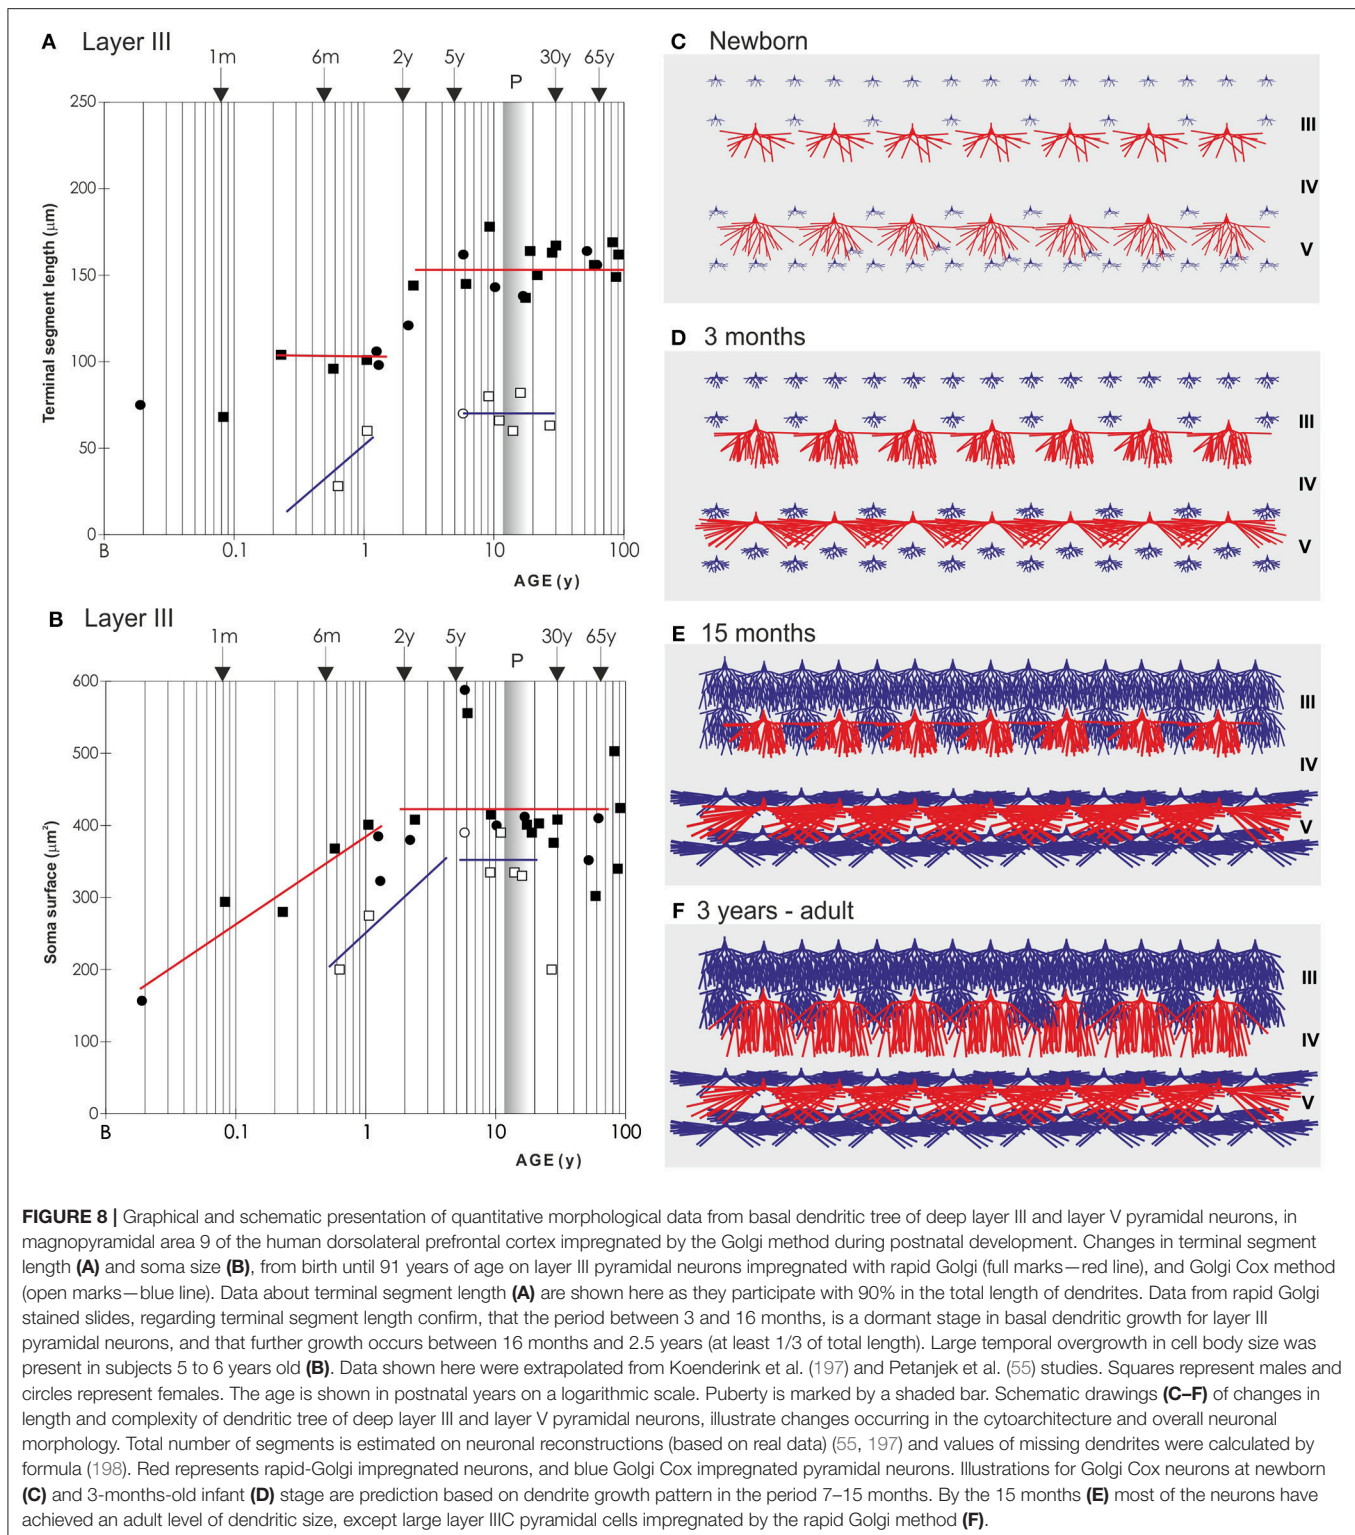 A Layer III
1m 6m 2y 5y P 30y 65y
250
200
150
100
50
0
Terminal segment length (µm)
B 0.1 1 10 100
AGE (y)
B Layer III
1m 6m 2y 5y P 30y 65y
600
500
400
300
200
100
0
Soma surface (µm²)
B 0.1 1 10 100
AGE (y)
C Newborn
III
IV
V
D 3 months
III
IV
V
E 15 months
III
IV
V
F 3 years - adult
III
IV
V
FIGURE 8 | Graphical and schematic presentation of quantitative morphological data from basal dendritic tree of deep layer III and layer V pyramidal neurons, in
magnopyramidal area 9 of the human dorsolateral prefrontal cortex impregnated by the Golgi method during postnatal development. Changes in terminal segment
length (A) and soma size (B), from birth until 91 years of age on layer III pyramidal neurons impregnated with rapid Golgi (full marks—red line), and Golgi Cox method
(open marks—blue line). Data about terminal segment length (A) are shown here as they participate with 90% in the total length of dendrites. Data from rapid Golgi
stained slides, regarding terminal segment length confirm, that the period between 3 and 16 months, is a dormant stage in basal dendritic growth for layer III
pyramidal neurons, and that further growth occurs between 16 months and 2.5 years (at least 1/3 of total length). Large temporal overgrowth in cell body size was
present in subjects 5 to 6 years old (B). Data shown here were extrapolated from Koenderink et al. (197) and Petanjek et al. (55) studies. Squares represent males and
circles represent females. The age is shown in postnatal years on a logarithmic scale. Puberty is marked by a shaded bar. Schematic drawings (C–F) of changes in
length and complexity of dendritic tree of deep layer III and layer V pyramidal neurons, illustrate changes occurring in the cytoarchitecture and overall neuronal
morphology. Total number of segments is estimated on neuronal reconstructions (based on real data) (55, 197) and values of missing dendrites were calculated by
formula (198). Red represents rapid-Golgi impregnated neurons, and blue Golgi Cox impregnated pyramidal neurons. Illustrations for Golgi Cox neurons at newborn
(C) and 3-months-old infant (D) stage are prediction based on dendrite growth pattern in the period 7–15 months. By the 15 months (E) most of the neurons have
achieved an adult level of dendritic size, except large layer IIIC pyramidal cells impregnated by the rapid Golgi method (F).